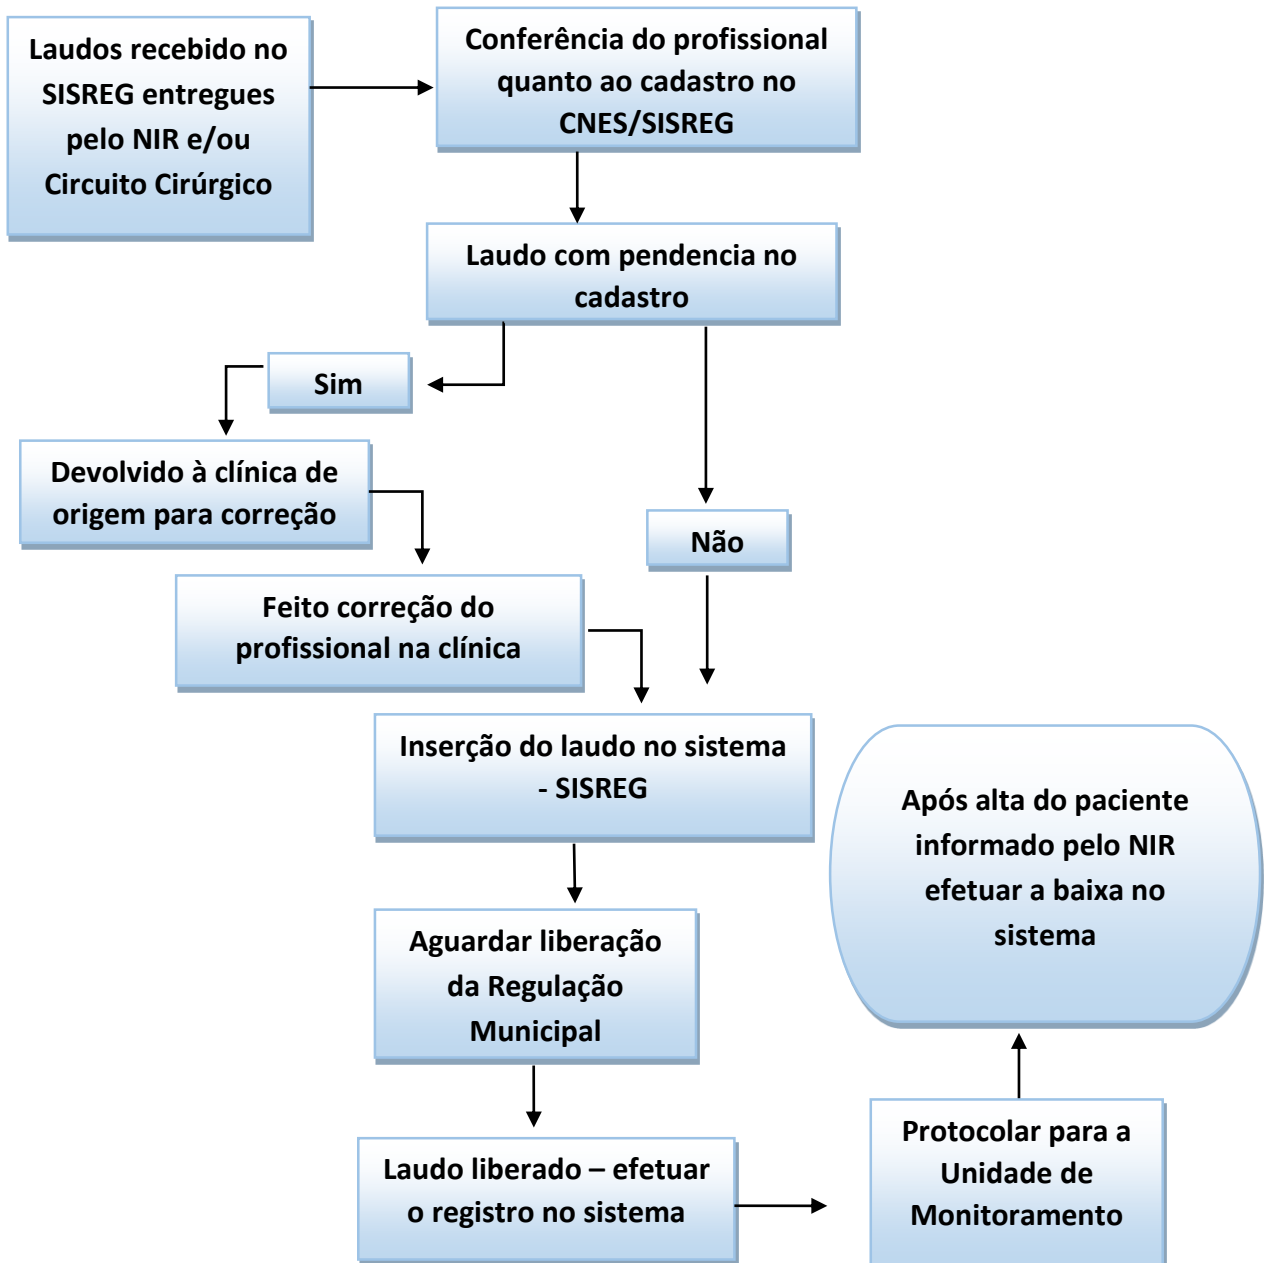 Laudos recebido no
SISREG entregues
pelo NIR e/ou
Circuito Cirúrgico
Conferência do profissional
quanto ao cadastro no
CNES/SISREG
Laudo com pendencia no
cadastro
Sim
Devolvido à clínica de
origem para correção
Não
Feito correção do
profissional na clínica
Inserção do laudo no sistema
- SISREG
Aguardar liberação
da Regulação
Municipal
Laudo liberado – efetuar
o registro no sistema
Protocolar para a
Unidade de
Monitoramento
Após alta do paciente
informado pelo NIR
efetuar a baixa no
sistema